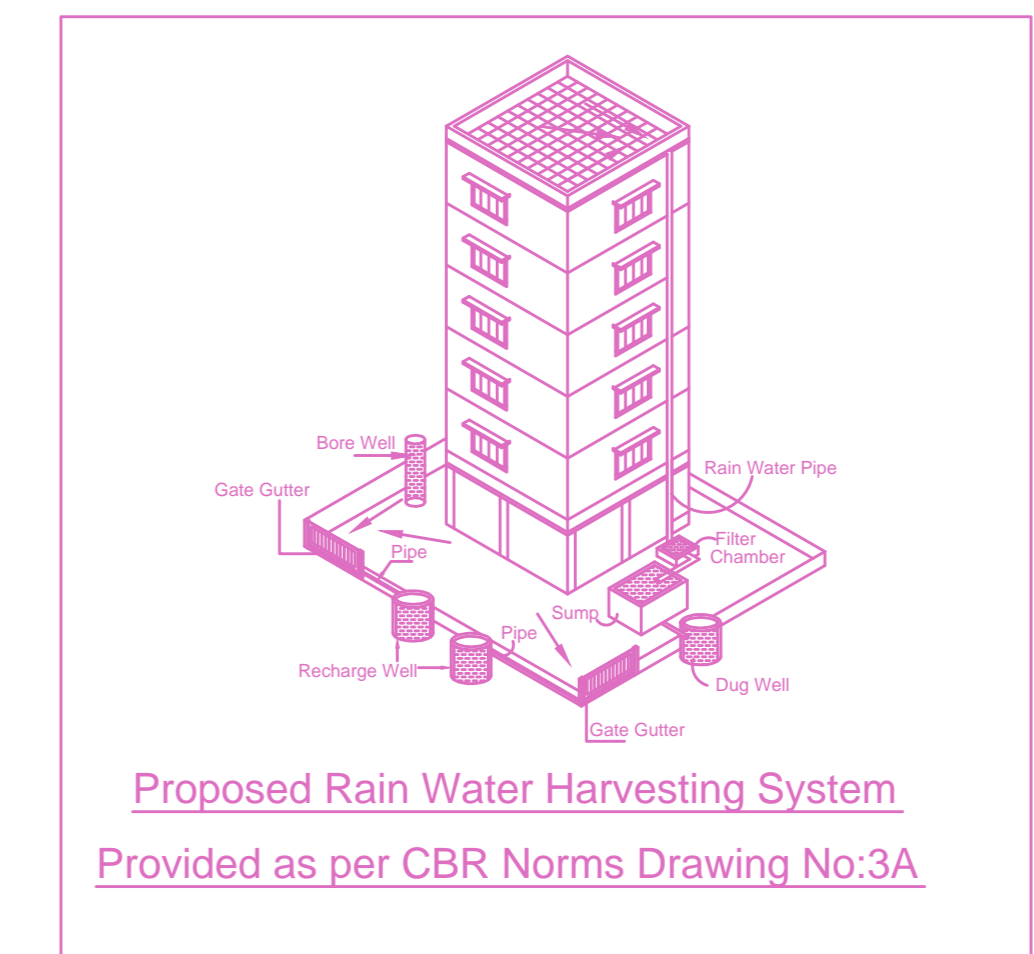 Bore Well
Gate Gutter
Rain Water Pipe
Pipe
Filter
Chamber
Sump
Pipe
Recharge Well
Dug Well
Gate Gutter
Proposed Rain Water Harvesting System
Provided as per CBR Norms Drawing No:3A